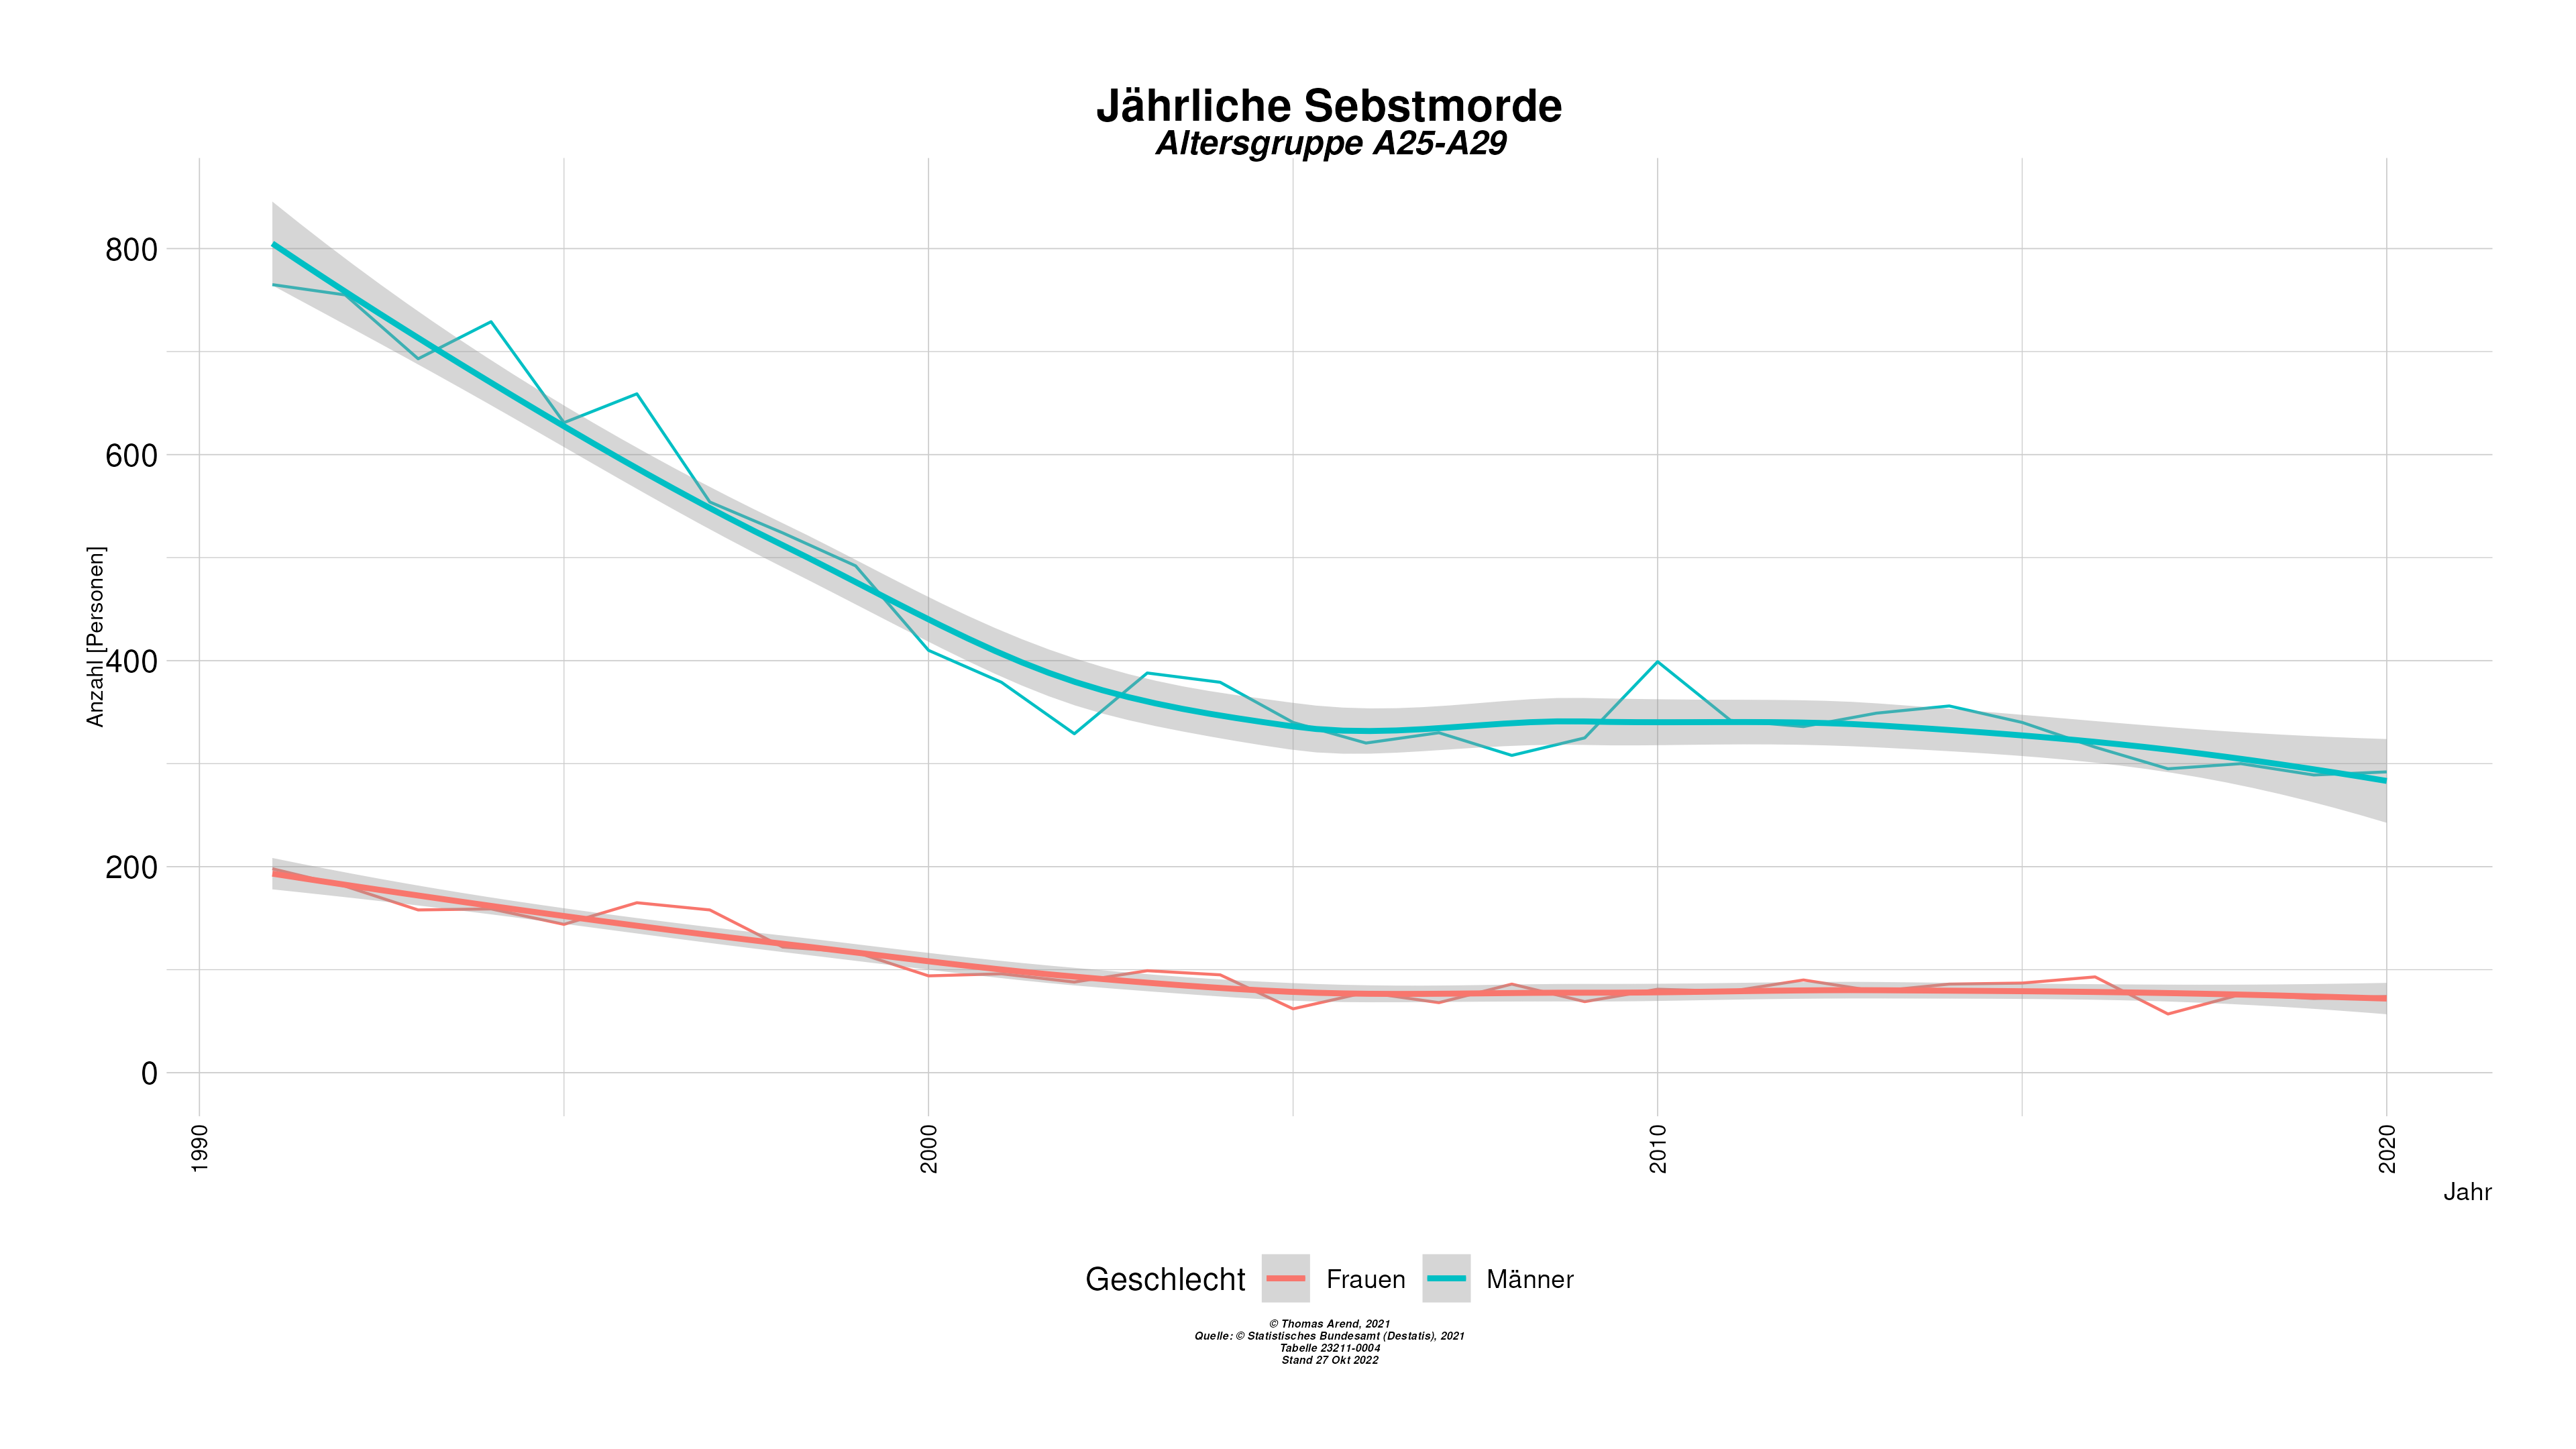 Jährliche Sebstmorde
Altersgruppe A25-A29
Anzahl [Personen]
800
600
400
200
0
1990
2000
2010
2020
Jahr
Geschlecht Frauen Männer
© Thomas Arend, 2021
Quelle: © Statistisches Bundesamt (Destatis), 2021
Tabelle 23211-0004
Stand 27 Okt 2022